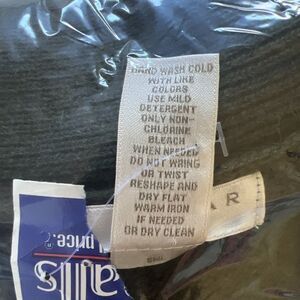 HAND WASH COLD
WITH LIKE
COLORS
USE MILD
DETERGENT
ONLY NON-
CHLORINE
BLEACH
WHEN NEEDED
DO NOT WRING
OR TWIST
RESHAPE AND
DRY FLAT
WARM IRON
IF NEEDED
OR DRY CLEAN
A R
price.